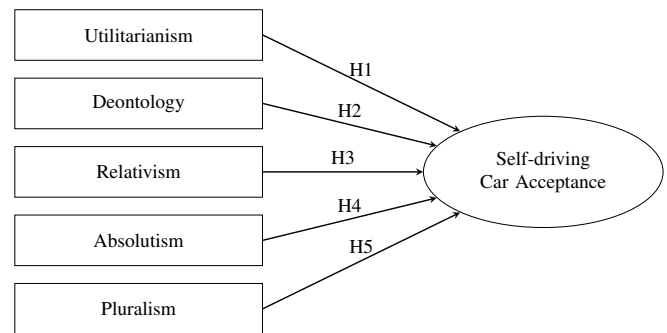 Utilitarianism
H1
Deontology
H2
Relativism
H3
Self-driving
Car Acceptance
Absolutism
H4
Pluralism
H5